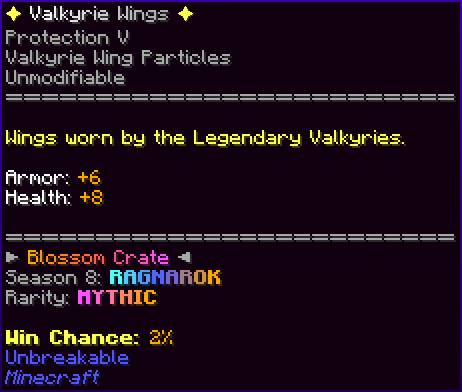 ✦ Valkyrie Wings ✦
Protection V
Valkyrie Wing Particles
Unmodifiable
============================
Wings worn by the Legendary Valkyries.
Armor: +6
Health: +8
============================
► Blossom Crate ◄
Season 8: RAGNAROK
Rarity: MYTHIC
Win Chance: 2%
Unbreakable
Minecraft